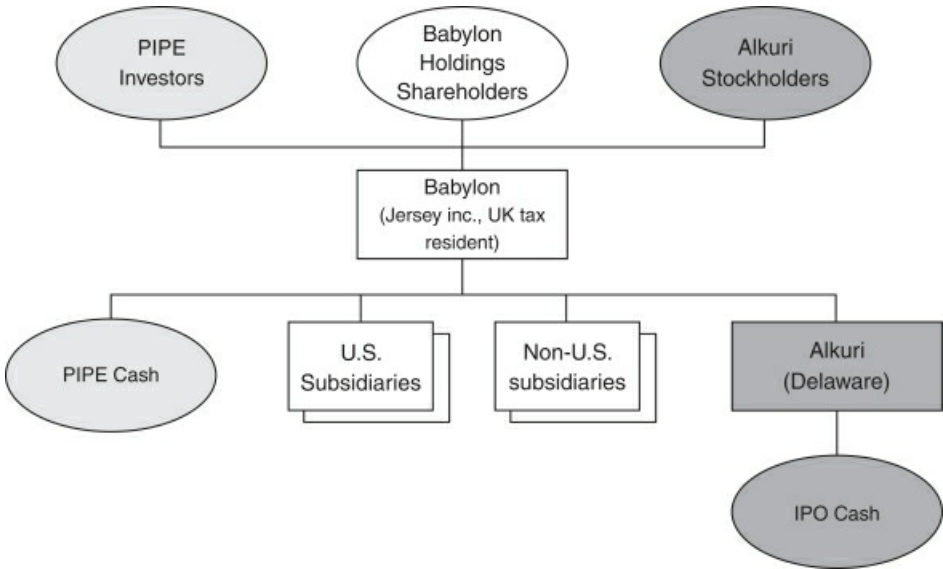 PIPE
Investors
Babylon
Holdings
Shareholders
Alkuri
Stockholders
Babylon
(Jersey inc., UK tax
resident)
PIPE Cash
U.S.
Subsidiaries
Non-U.S.
subsidiaries
Alkuri
(Delaware)
IPO Cash